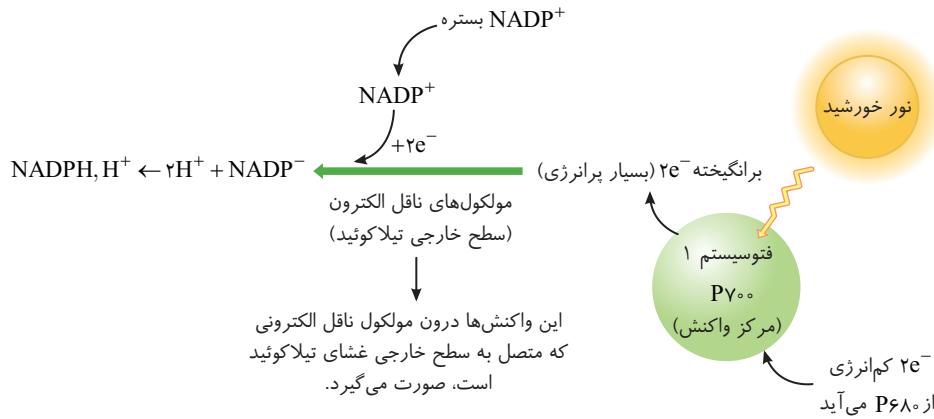 بستره NADP⁺
NADP⁺
+۲e⁻
نور خورشید
NADPH, H⁺ ← ۲H⁺ + NADP⁻
برانگیخته ۲e⁻ (بسیار پرانرژی)
مولکول‌های ناقل الکترون
(سطح خارجی تیلاکوئید)
فتوسیستم ۱
P۷۰۰
(مرکز واکنش)
این واکنش‌ها درون مولکول ناقل الکترونی
که متصل به سطح خارجی غشای تیلاکوئید
است، صورت می‌گیرد.
۲e⁻ کم‌انرژی
از P۶۸۰ می‌آید